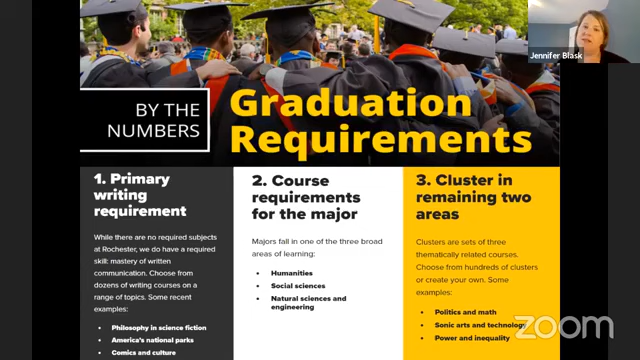 Jennifer Blask
BY THE
NUMBERS
Graduation
Requirements
1. Primary
writing
requirement
While there are no required subjects
at Rochester, we do have a required
skill: mastery of written
communication. Choose from
dozens of writing courses on a
range of topics. Some recent
examples:
• Philosophy in science fiction
• America's national parks
• Comics and culture
2. Course
requirements
for the major
Majors fall in one of the three broad
areas of learning:
• Humanities
• Social sciences
• Natural sciences and
engineering
3. Cluster in
remaining two
areas
Clusters are sets of three
thematically related courses.
Choose from hundreds of clusters
or create your own. Some
examples:
• Politics and math
• Sonic arts and technology
• Power and inequality
zoom